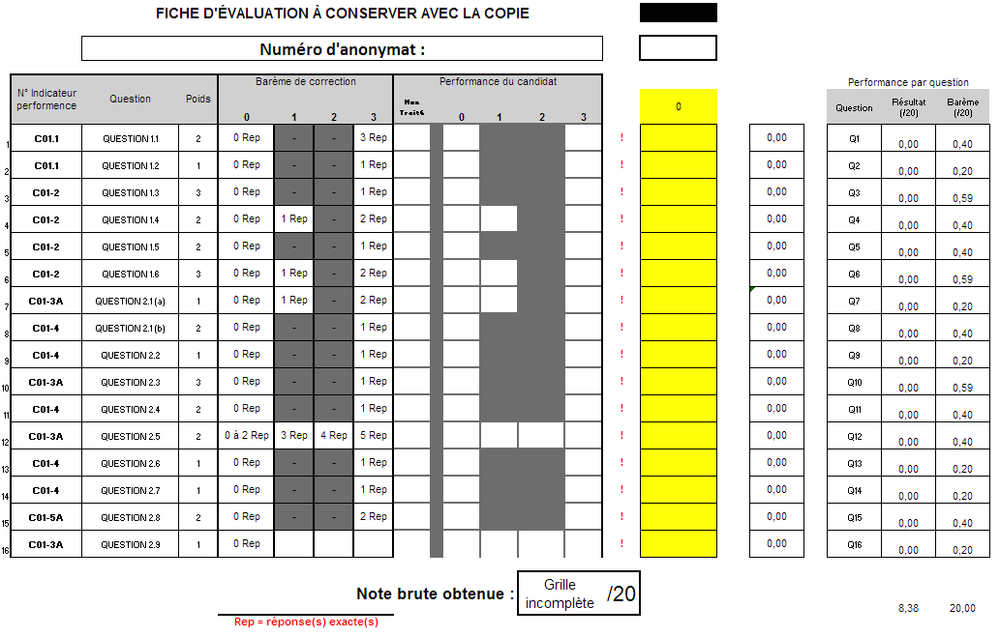 FICHE D'ÉVALUATION À CONSERVER AVEC LA COPIE
Numéro d'anonymat :
N° Indicateur performence Question Poids Barème de correction Performance du candidat Performance par question
0 1 2 3 Non Traité 0 1 2 3 0 Question Résultat (/20) Barème (/20)
1 C01.1 QUESTION 1.1 2 0 Rep - - 3 Rep ! 0,00 Q1 0,00 0,40
2 C01.1 QUESTION 1.2 1 0 Rep - - 1 Rep ! 0,00 Q2 0,00 0,20
3 C01-2 QUESTION 1.3 3 0 Rep - - 1 Rep ! 0,00 Q3 0,00 0,59
4 C01-2 QUESTION 1.4 2 0 Rep 1 Rep - 2 Rep ! 0,00 Q4 0,00 0,40
5 C01-2 QUESTION 1.5 2 0 Rep - - 1 Rep ! 0,00 Q5 0,00 0,40
6 C01-2 QUESTION 1.6 3 0 Rep 1 Rep - 2 Rep ! 0,00 Q6 0,00 0,59
7 C01-3A QUESTION 2.1(a) 1 0 Rep 1 Rep - 2 Rep ! 0,00 Q7 0,00 0,20
8 C01-4 QUESTION 2.1(b) 2 0 Rep - - 1 Rep ! 0,00 Q8 0,00 0,40
9 C01-4 QUESTION 2.2 1 0 Rep - - 1 Rep ! 0,00 Q9 0,00 0,20
10 C01-3A QUESTION 2.3 3 0 Rep - - 1 Rep ! 0,00 Q10 0,00 0,59
11 C01-4 QUESTION 2.4 2 0 Rep - - 1 Rep ! 0,00 Q11 0,00 0,40
12 C01-3A QUESTION 2.5 2 0 à 2 Rep 3 Rep 4 Rep 5 Rep ! 0,00 Q12 0,00 0,40
13 C01-4 QUESTION 2.6 1 0 Rep - - 1 Rep ! 0,00 Q13 0,00 0,20
14 C01-4 QUESTION 2.7 1 0 Rep - - 1 Rep ! 0,00 Q14 0,00 0,20
15 C01-5A QUESTION 2.8 2 0 Rep - - 2 Rep ! 0,00 Q15 0,00 0,40
16 C01-3A QUESTION 2.9 1 0 Rep ! 0,00 Q16 0,00 0,20
Note brute obtenue : Grille incomplète /20
8,38 20,00
Rep = réponse(s) exacte(s)